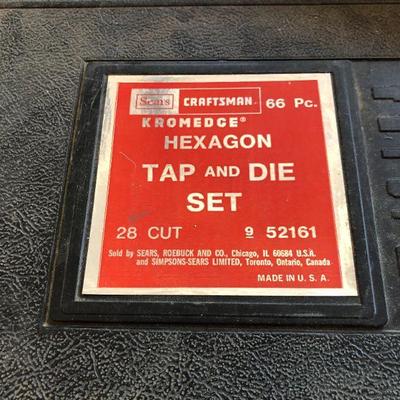 Sears CRAFTSMAN 66 Pc.
KROMEDGE®
HEXAGON
TAP AND DIE
SET
28 CUT 9 52161
Sold by SEARS, ROEBUCK AND CO., Chicago, IL 60684 U.S.A.
and SIMPSONS-SEARS LIMITED, Toronto, Ontario, Canada
MADE IN U.S.A.